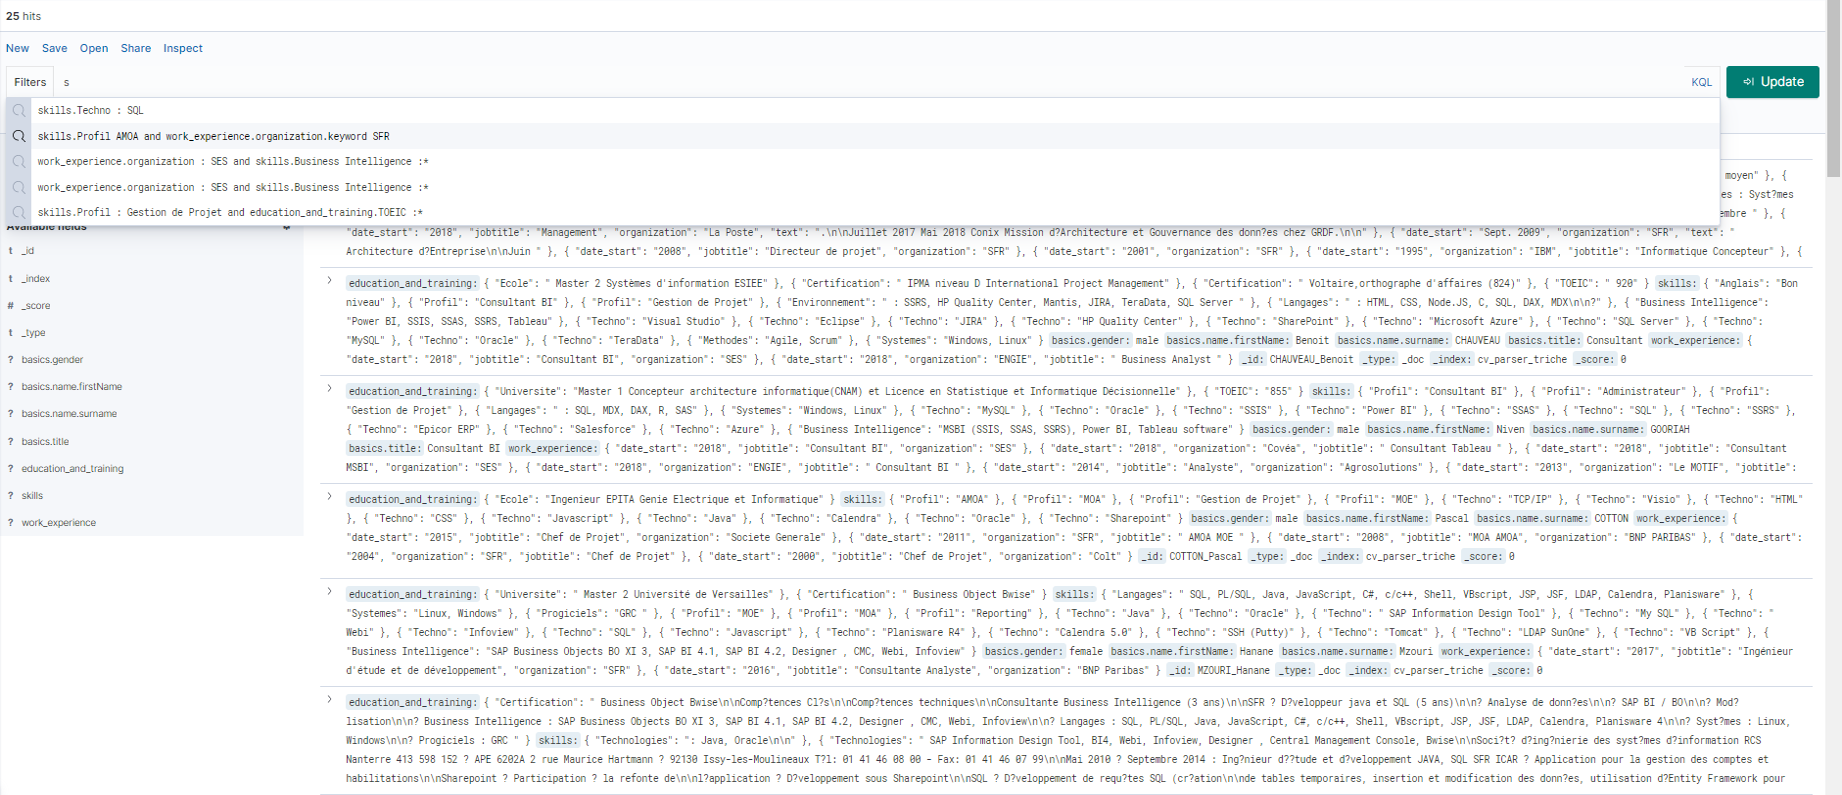 25 hits
New Save Open Share Inspect
Filters s KQL Update
skills.Techno : SQL
skills.Profil AMOA and work_experience.organization.keyword SFR
work_experience.organization : SES and skills.Business Intelligence :*
work_experience.organization : SES and skills.Business Intelligence :*
skills.Profil : Gestion de Projet and education_and_training.TOEIC :*
moyen" }, {
es : Syst?mes
embre " }, {
Available fields
t _id
t _index
# _score
t _type
? basics.gender
? basics.name.firstName
? basics.name.surname
? basics.title
? education_and_training
? skills
? work_experience
"date_start": "2018", "jobtitle": "Management", "organization": "La Poste", "text": ".\n\nJuillet 2017 Mai 2018 Conix Mission d?Architecture et Gouvernance des donn?es chez GRDF.\n\n" }, { "date_start": "Sept. 2009", "organization": "SFR", "text": "
Architecture d?Entreprise\n\nJuin " }, { "date_start": "2008", "jobtitle": "Directeur de projet", "organization": "SFR" }, { "date_start": "2001", "organization": "SFR" }, { "date_start": "1995", "organization": "IBM", "jobtitle": "Informatique Concepteur" }, {
education_and_training: { "Ecole": " Master 2 Systèmes d'information ESIEE" }, { "Certification": " IPMA niveau D International Project Management" }, { "Certification": " Voltaire,orthographe d'affaires (824)" }, { "TOEIC": " 920" } skills: { "Anglais": "Bon
niveau" }, { "Profil": "Consultant BI" }, { "Profil": "Gestion de Projet" }, { "Environnement": " : SSRS, HP Quality Center, Mantis, JIRA, TeraData, SQL Server " }, { "Langages": " : HTML, CSS, Node.JS, C, SQL, DAX, MDX\n\n?" }, { "Business Intelligence":
"Power BI, SSIS, SSAS, SSRS, Tableau" }, { "Techno": "Visual Studio" }, { "Techno": "Eclipse" }, { "Techno": "JIRA" }, { "Techno": "HP Quality Center" }, { "Techno": "SharePoint" }, { "Techno": "Microsoft Azure" }, { "Techno": "SQL Server" }, { "Techno":
"MySQL" }, { "Techno": "Oracle" }, { "Techno": "TeraData" }, { "Methodes": "Agile, Scrum" }, { "Systemes": "Windows, Linux" } basics.gender: male basics.name.firstName: Benoit basics.name.surname: CHAUVEAU basics.title: Consultant work_experience: {
"date_start": "2018", "jobtitle": "Consultant BI", "organization": "SES" }, { "date_start": "2018", "organization": "ENGIE", "jobtitle": " Business Analyst " } _id: CHAUVEAU_Benoit _type: _doc _index: cv_parser_triche _score: 0
education_and_training: { "Universite": "Master 1 Concepteur architecture informatique(CNAM) et Licence en Statistique et Informatique Décisionnelle" }, { "TOEIC": "855" } skills: { "Profil": "Consultant BI" }, { "Profil": "Administrateur" }, { "Profil":
"Gestion de Projet" }, { "Langages": " : SQL, MDX, DAX, R, SAS" }, { "Systemes": "Windows, Linux" }, { "Techno": "MySQL" }, { "Techno": "Oracle" }, { "Techno": "SSIS" }, { "Techno": "Power BI" }, { "Techno": "SSAS" }, { "Techno": "SQL" }, { "Techno": "SSRS" },
{ "Techno": "Epicor ERP" }, { "Techno": "Salesforce" }, { "Techno": "Azure" }, { "Business Intelligence": "MSBI (SSIS, SSAS, SSRS), Power BI, Tableau software" } basics.gender: male basics.name.firstName: Niven basics.name.surname: GOORIAH
basics.title: Consultant BI work_experience: { "date_start": "2018", "jobtitle": "Consultant BI", "organization": "SES" }, { "date_start": "2018", "organization": "Covéa", "jobtitle": " Consultant Tableau " }, { "date_start": "2018", "jobtitle": "Consultant
MSBI", "organization": "SES" }, { "date_start": "2018", "organization": "ENGIE", "jobtitle": " Consultant BI " }, { "date_start": "2014", "jobtitle": "Analyste", "organization": "Agrosolutions" }, { "date_start": "2013", "organization": "Le MOTIF", "jobtitle":
education_and_training: { "Ecole": "Ingenieur EPITA Genie Electrique et Informatique" } skills: { "Profil": "AMOA" }, { "Profil": "MOA" }, { "Profil": "Gestion de Projet" }, { "Profil": "MOE" }, { "Techno": "TCP/IP" }, { "Techno": "Visio" }, { "Techno": "HTML"
}, { "Techno": "CSS" }, { "Techno": "Javascript" }, { "Techno": "Java" }, { "Techno": "Calendra" }, { "Techno": "Oracle" }, { "Techno": "Sharepoint" } basics.gender: male basics.name.firstName: Pascal basics.name.surname: COTTON work_experience: {
"date_start": "2015", "jobtitle": "Chef de Projet", "organization": "Societe Generale" }, { "date_start": "2011", "organization": "SFR", "jobtitle": " AMOA MOE " }, { "date_start": "2008", "jobtitle": "MOA AMOA", "organization": "BNP PARIBAS" }, { "date_start":
"2004", "organization": "SFR", "jobtitle": "Chef de Projet" }, { "date_start": "2000", "jobtitle": "Chef de Projet", "organization": "Colt" } _id: COTTON_Pascal _type: _doc _index: cv_parser_triche _score: 0
education_and_training: { "Universite": " Master 2 Université de Versailles" }, { "Certification": " Business Object Bwise" } skills: { "Langages": " SQL, PL/SQL, Java, JavaScript, C#, c/c++, Shell, VBscript, JSP, JSF, LDAP, Calendra, Planisware" }, {
"Systemes": "Linux, Windows" }, { "Progiciels": "GRC " }, { "Profil": "MOE" }, { "Profil": "MOA" }, { "Profil": "Reporting" }, { "Techno": "Java" }, { "Techno": "Oracle" }, { "Techno": " SAP Information Design Tool" }, { "Techno": "My SQL" }, { "Techno": "
Webi" }, { "Techno": "Infoview" }, { "Techno": "SQL" }, { "Techno": "Javascript" }, { "Techno": "Planisware R4" }, { "Techno": "Calendra 5.0" }, { "Techno": "SSH (Putty)" }, { "Techno": "Tomcat" }, { "Techno": "LDAP SunOne" }, { "Techno": "VB Script" }, {
"Business Intelligence": "SAP Business Objects BO XI 3, SAP BI 4.1, SAP BI 4.2, Designer , CMC, Webi, Infoview" } basics.gender: female basics.name.firstName: Hanane basics.name.surname: Mzouri work_experience: { "date_start": "2017", "jobtitle": "Ingénieur
d'étude et de développement", "organization": "SFR" }, { "date_start": "2016", "jobtitle": "Consultante Analyste", "organization": "BNP Paribas" } _id: MZOURI_Hanane _type: _doc _index: cv_parser_triche _score: 0
education_and_training: { "Certification": " Business Object Bwise\n\nComp?tences Cl?s\n\nComp?tences techniques\n\nConsultante Business Intelligence (3 ans)\n\nSFR ? D?veloppeur java et SQL (5 ans)\n\n? Analyse de donn?es\n\n? SAP BI / BO\n\n? Mod?
lisation\n\n? Business Intelligence : SAP Business Objects BO XI 3, SAP BI 4.1, SAP BI 4.2, Designer , CMC, Webi, Infoview\n\n? Langages : SQL, PL/SQL, Java, JavaScript, C#, c/c++, Shell, VBscript, JSP, JSF, LDAP, Calendra, Planisware 4\n\n? Syst?mes : Linux,
Windows\n\n? Progiciels : GRC " } skills: { "Technologies": ": Java, Oracle\n\n" }, { "Technologies": " SAP Information Design Tool, BI4, Webi, Infoview, Designer , Central Management Console, Bwise\n\nSoci?t? d?ing?nierie des syst?mes d?information RCS
Nanterre 413 598 152 ? APE 6202A 2 rue Maurice Hartmann ? 92130 Issy-les-Moulineaux T?l: 01 41 46 08 00 - Fax: 01 41 46 07 99\n\nMai 2010 ? Septembre 2014 : Ing?nieur d??tude et d?veloppement JAVA, SQL SFR ICAR ? Application pour la gestion des comptes et
habilitations\n\nSharepoint ? Participation ? la refonte de\n\nl?application ? D?veloppement sous Sharepoint\n\nSQL ? D?veloppement de requ?tes SQL (cr?ation\n\nde tables temporaires, insertion et modification des donn?es, utilisation d?Entity Framework pour